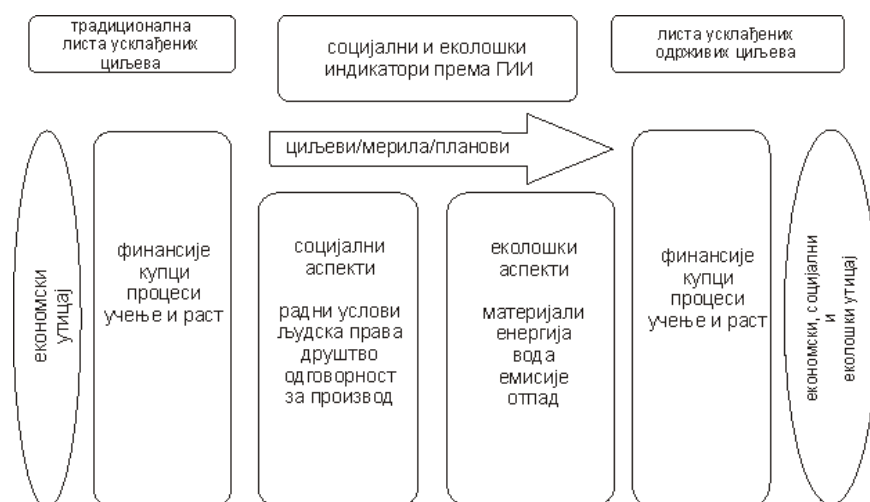 традиционална
листа усклађених
циљева
социјални и еколошки
индикатори према ГИИ
листа усклађених
одрживих циљева
циљеви/мерила/планови
економски
утицај
финансије
купци
процеси
учење и раст
социјални
аспекти
радни услови
људска права
друштво
одговорност
за производ
еколошки
аспекти
материјали
енергија
вода
емисије
отпад
финансије
купци
процеси
учење и раст
економски, социјални
и
еколошки утицај